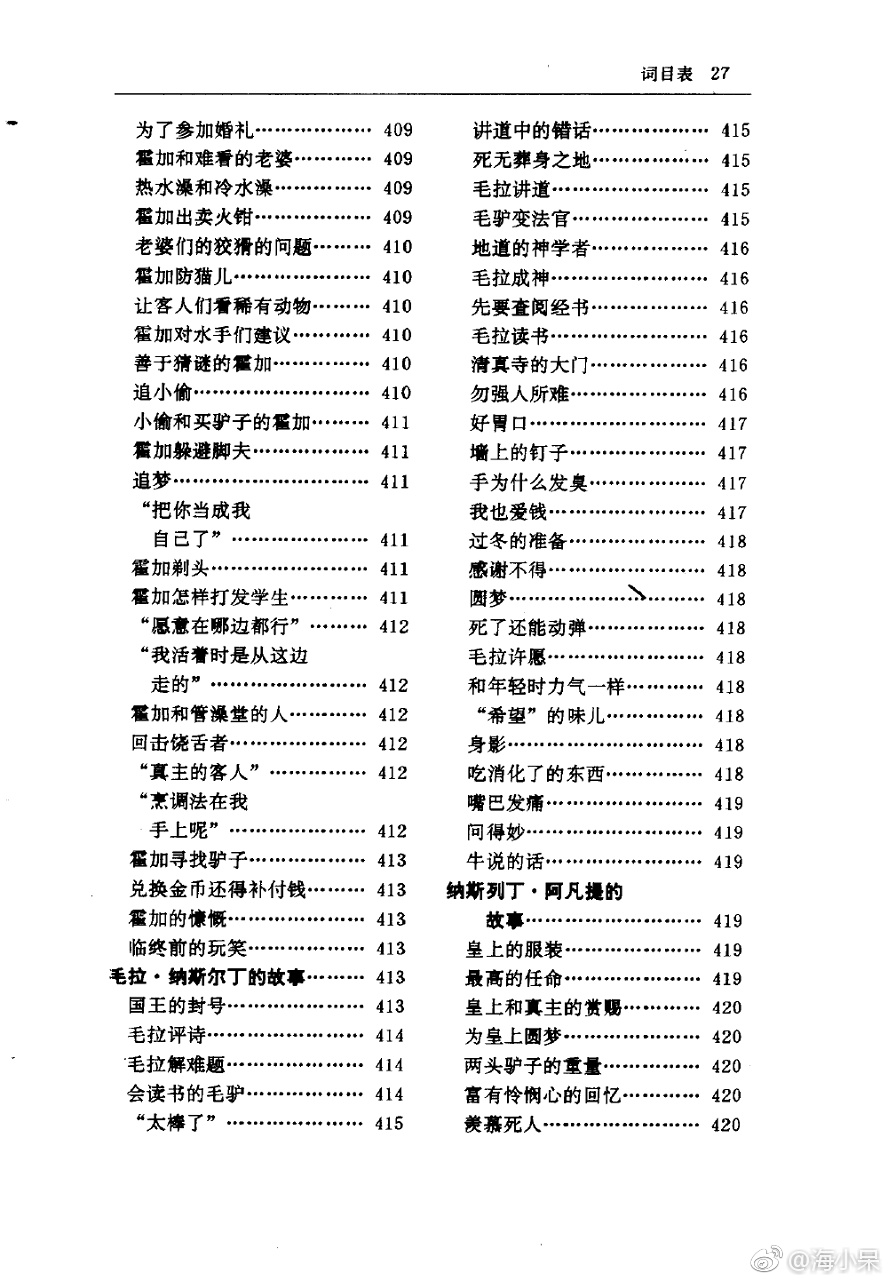 词目表 27
为了参加婚礼………………… 409
霍加和难看的老婆………… 409
热水澡和冷水澡……………… 409
霍加出卖火钳………………… 409
老婆们的狡猾的问题……… 410
霍加防猫儿…………………… 410
让客人们看稀有动物……… 410
霍加对水手们建议………… 410
善于猜谜的霍加……………… 410
追小偷………………………… 410
小偷和买驴子的霍加……… 411
霍加躲避脚夫………………… 411
追梦…………………………… 411
“把你当成我
自己了” …………………… 411
霍加剃头……………………… 411
霍加怎样打发学生………… 411
“愿意在哪边都行” ……… 412
“我活着时是从这边
走的” ……………………… 412
霍加和管澡堂的人………… 412
回击饶舌者…………………… 412
“真主的客人” …………… 412
“烹调法在我
手上呢” …………………… 412
霍加寻找驴子………………… 413
兑换金币还得补付钱……… 413
霍加的慷慨…………………… 413
临终前的玩笑………………… 413
毛拉·纳斯尔丁的故事……… 413
国王的封号…………………… 413
毛拉评诗……………………… 414
毛拉解难题…………………… 414
会读书的毛驴………………… 414
“太棒了” …………………… 415
讲道中的错话………………… 415
死无葬身之地………………… 415
毛拉讲道……………………… 415
毛驴变法官…………………… 415
地道的神学者………………… 416
毛拉成神……………………… 416
先要查阅经书………………… 416
毛拉读书……………………… 416
清真寺的大门………………… 416
勿强人所难…………………… 416
好胃口………………………… 417
墙上的钉子…………………… 417
手为什么发臭………………… 417
我也爱钱……………………… 417
过冬的准备…………………… 418
感谢不得……………………… 418
圆梦…………………………… 418
死了还能动弹………………… 418
毛拉许愿……………………… 418
和年轻时力气一样………… 418
“希望”的味儿……………… 418
身影…………………………… 418
吃消化了的东西……………… 418
嘴巴发痛……………………… 419
问得妙………………………… 419
牛说的话……………………… 419
纳斯列丁·阿凡提的
故事………………………… 419
皇上的服装…………………… 419
最高的任命…………………… 419
皇上和真主的赏赐………… 420
为皇上圆梦…………………… 420
两头驴子的重量……………… 420
富有怜悯心的回忆………… 420
羡慕死人……………………… 420
@海小呆